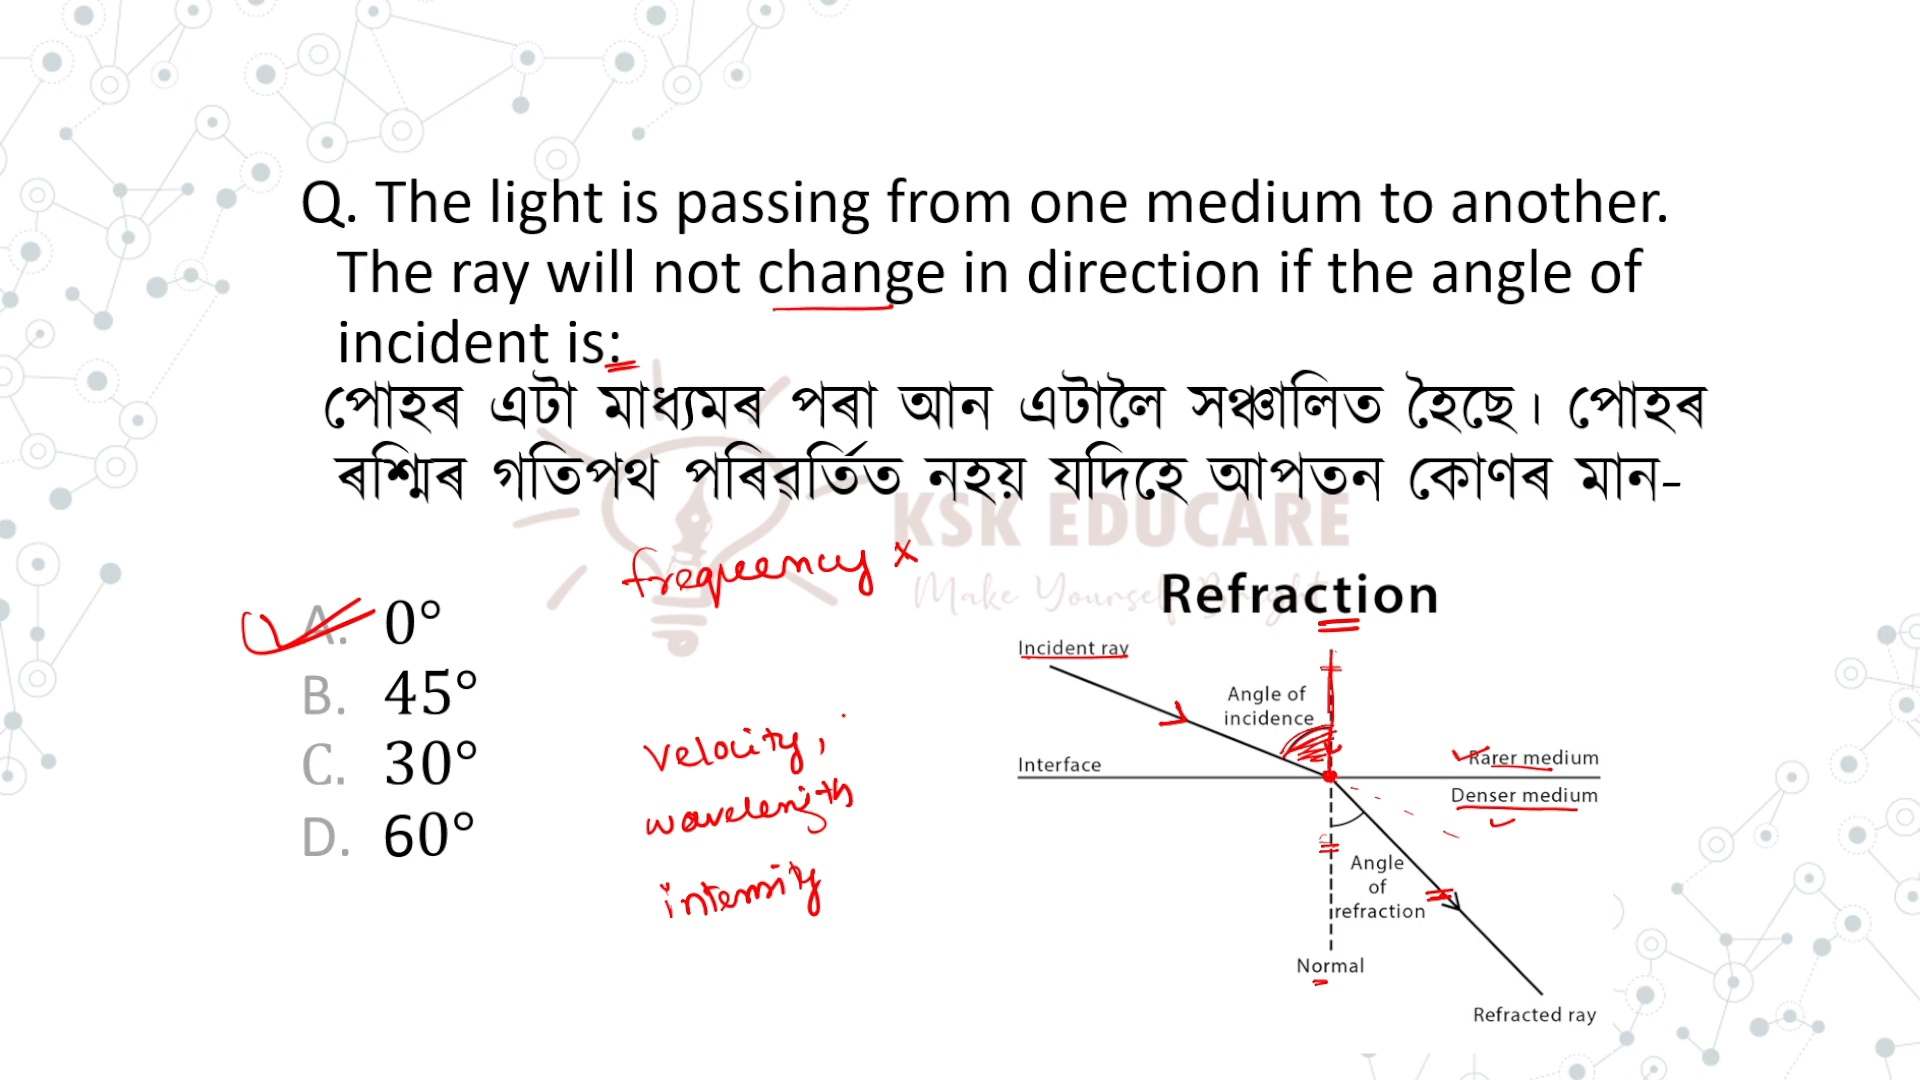 Q. The light is passing from one medium to another.
The ray will not change in direction if the angle of
incident is:
পোহৰ এটা মাধ্যমৰ পৰা আন এটালৈ সঞ্চালিত হৈছে। পোহৰ
ৰশ্মিৰ গতিপথ পৰিৱৰ্তিত নহয় যদিহে আপতন কোণৰ মান-
KSK EDUCARE
Make Yourself Bright
frequency x
A. 0°
B. 45°
C. 30°
D. 60°
velocity,
wavelength
intensity
Refraction
Incident ray
Angle of
incidence
Interface
Rarer medium
Denser medium
Angle
of
refraction
Normal
Refracted ray